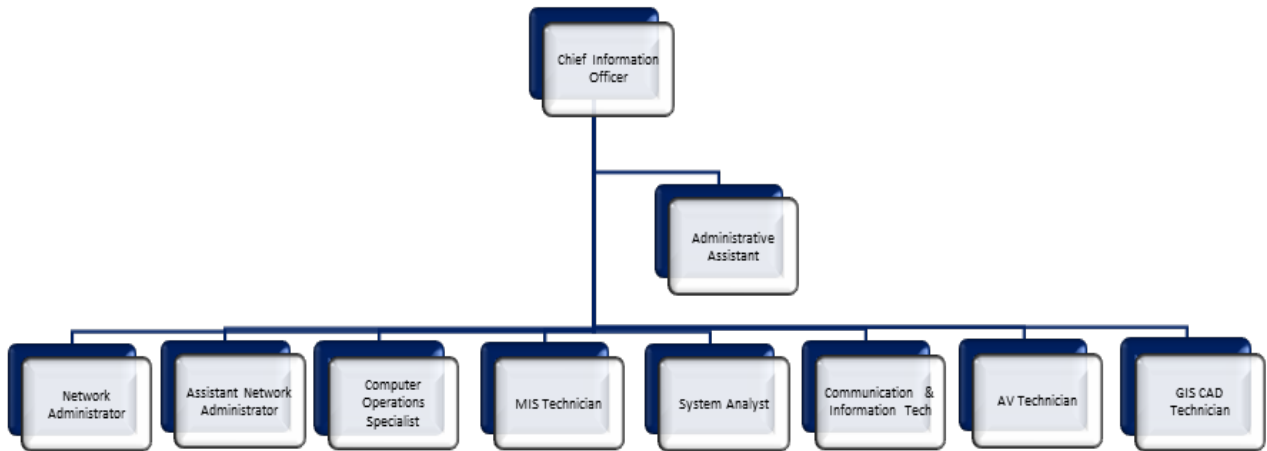 Chief Information
Officer
Administrative
Assistant
Network
Administrator
Assistant Network
Administrator
Computer
Operations
Specialist
MIS Technician
System Analyst
Communication &
Information Tech
AV Technician
GIS CAD
Technician